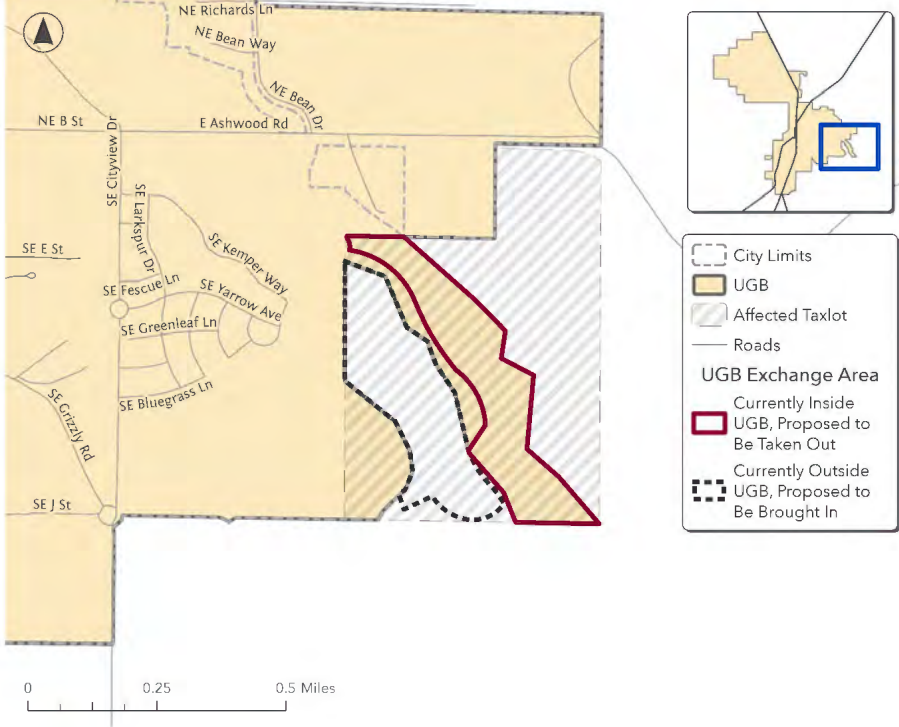 NE Richards Ln
NE Bean Way
NE Bean Dr
NE B St
E Ashwood Rd
SE Cityview Dr
SE Larkspur Dr
SE E St
SE Kemper Way
SE Fescue Ln
SE Yarrow Ave
SE Greenleaf Ln
SE Bluegrass Ln
SE Grizzly Rd
SE J St
0 0.25 0.5 Miles
City Limits
UGB
Affected Taxlot
Roads
UGB Exchange Area
Currently Inside
UGB, Proposed to
Be Taken Out
Currently Outside
UGB, Proposed to
Be Brought In